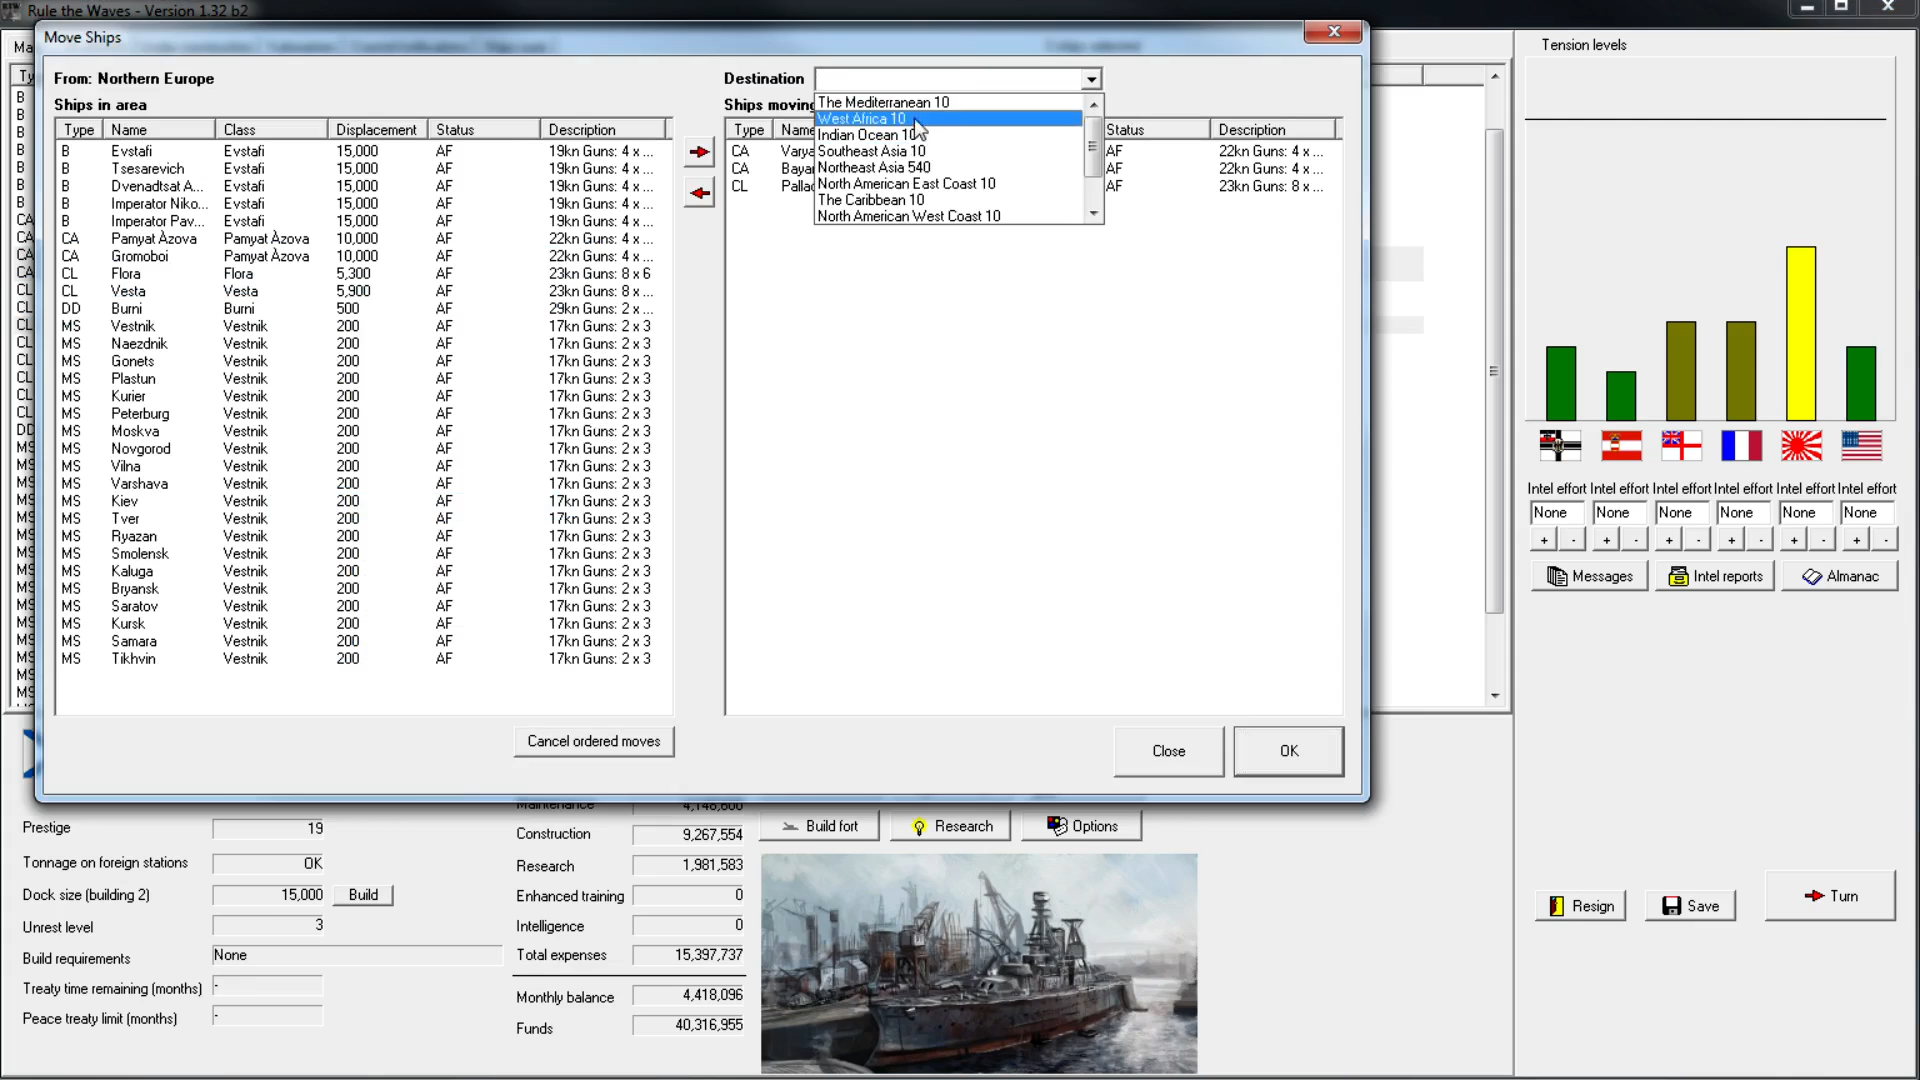 Rule the Waves - Version 1.32 b2
Move Ships
Tension levels
From: Northern Europe
Destination
Ships in area
Ships moving
The Mediterranean 10
West Africa 10
Indian Ocean 10
Southeast Asia 10
Northeast Asia 540
North American East Coast 10
The Caribbean 10
North American West Coast 10
Type Name Class Displacement Status Description
B Evstafi Evstafi 15,000 AF 19kn Guns: 4 x ...
B Tsesarevich Evstafi 15,000 AF 19kn Guns: 4 x ...
B Dvenadtsat A... Evstafi 15,000 AF 19kn Guns: 4 x ...
B Imperator Niko... Evstafi 15,000 AF 19kn Guns: 4 x ...
B Imperator Pav... Evstafi 15,000 AF 19kn Guns: 4 x ...
CA Pamyat Àzova Pamyat Àzova 10,000 AF 22kn Guns: 4 x ...
CA Gromoboi Pamyat Àzova 10,000 AF 22kn Guns: 4 x ...
CL Flora Flora 5,300 AF 23kn Guns: 8 x 6
CL Vesta Vesta 5,900 AF 23kn Guns: 8 x ...
DD Burni Burni 500 AF 29kn Guns: 2 x ...
MS Vestnik Vestnik 200 AF 17kn Guns: 2 x 3
MS Naezdnik Vestnik 200 AF 17kn Guns: 2 x 3
MS Gonets Vestnik 200 AF 17kn Guns: 2 x 3
MS Plastun Vestnik 200 AF 17kn Guns: 2 x 3
MS Kurier Vestnik 200 AF 17kn Guns: 2 x 3
MS Peterburg Vestnik 200 AF 17kn Guns: 2 x 3
MS Moskva Vestnik 200 AF 17kn Guns: 2 x 3
MS Novgorod Vestnik 200 AF 17kn Guns: 2 x 3
MS Vilna Vestnik 200 AF 17kn Guns: 2 x 3
MS Varshava Vestnik 200 AF 17kn Guns: 2 x 3
MS Kiev Vestnik 200 AF 17kn Guns: 2 x 3
MS Tver Vestnik 200 AF 17kn Guns: 2 x 3
MS Ryazan Vestnik 200 AF 17kn Guns: 2 x 3
MS Smolensk Vestnik 200 AF 17kn Guns: 2 x 3
MS Kaluga Vestnik 200 AF 17kn Guns: 2 x 3
MS Bryansk Vestnik 200 AF 17kn Guns: 2 x 3
MS Saratov Vestnik 200 AF 17kn Guns: 2 x 3
MS Kursk Vestnik 200 AF 17kn Guns: 2 x 3
MS Samara Vestnik 200 AF 17kn Guns: 2 x 3
MS Tikhvin Vestnik 200 AF 17kn Guns: 2 x 3
Type Name Status Description
CA Varya AF 22kn Guns: 4 x ...
CA Baya AF 22kn Guns: 4 x ...
CL Palla AF 23kn Guns: 8 x ...
Cancel ordered moves
Close
OK
Intel effort Intel effort Intel effort Intel effort Intel effort Intel effort
None None None None None None
+ - + - + - + - + - + -
Messages Intel reports Almanac
Prestige 19
Tonnage on foreign stations OK
Dock size (building 2) 15,000 Build
Unrest level 3
Build requirements None
Treaty time remaining (months) -
Peace treaty limit (months) -
Maintenance 4,148,600
Construction 9,267,554
Research 1,981,583
Enhanced training 0
Intelligence 0
Total expenses 15,397,737
Monthly balance 4,418,096
Funds 40,316,955
Build fort Research Options
Resign Save Turn